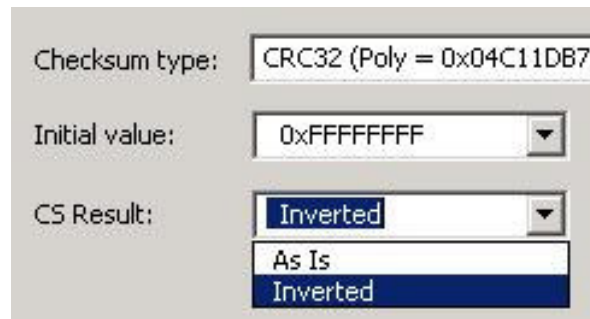 Checksum type: CRC32 (Poly = 0x04C11DB7
Initial value: 0xFFFFFFFF
CS Result: Inverted
As Is
Inverted